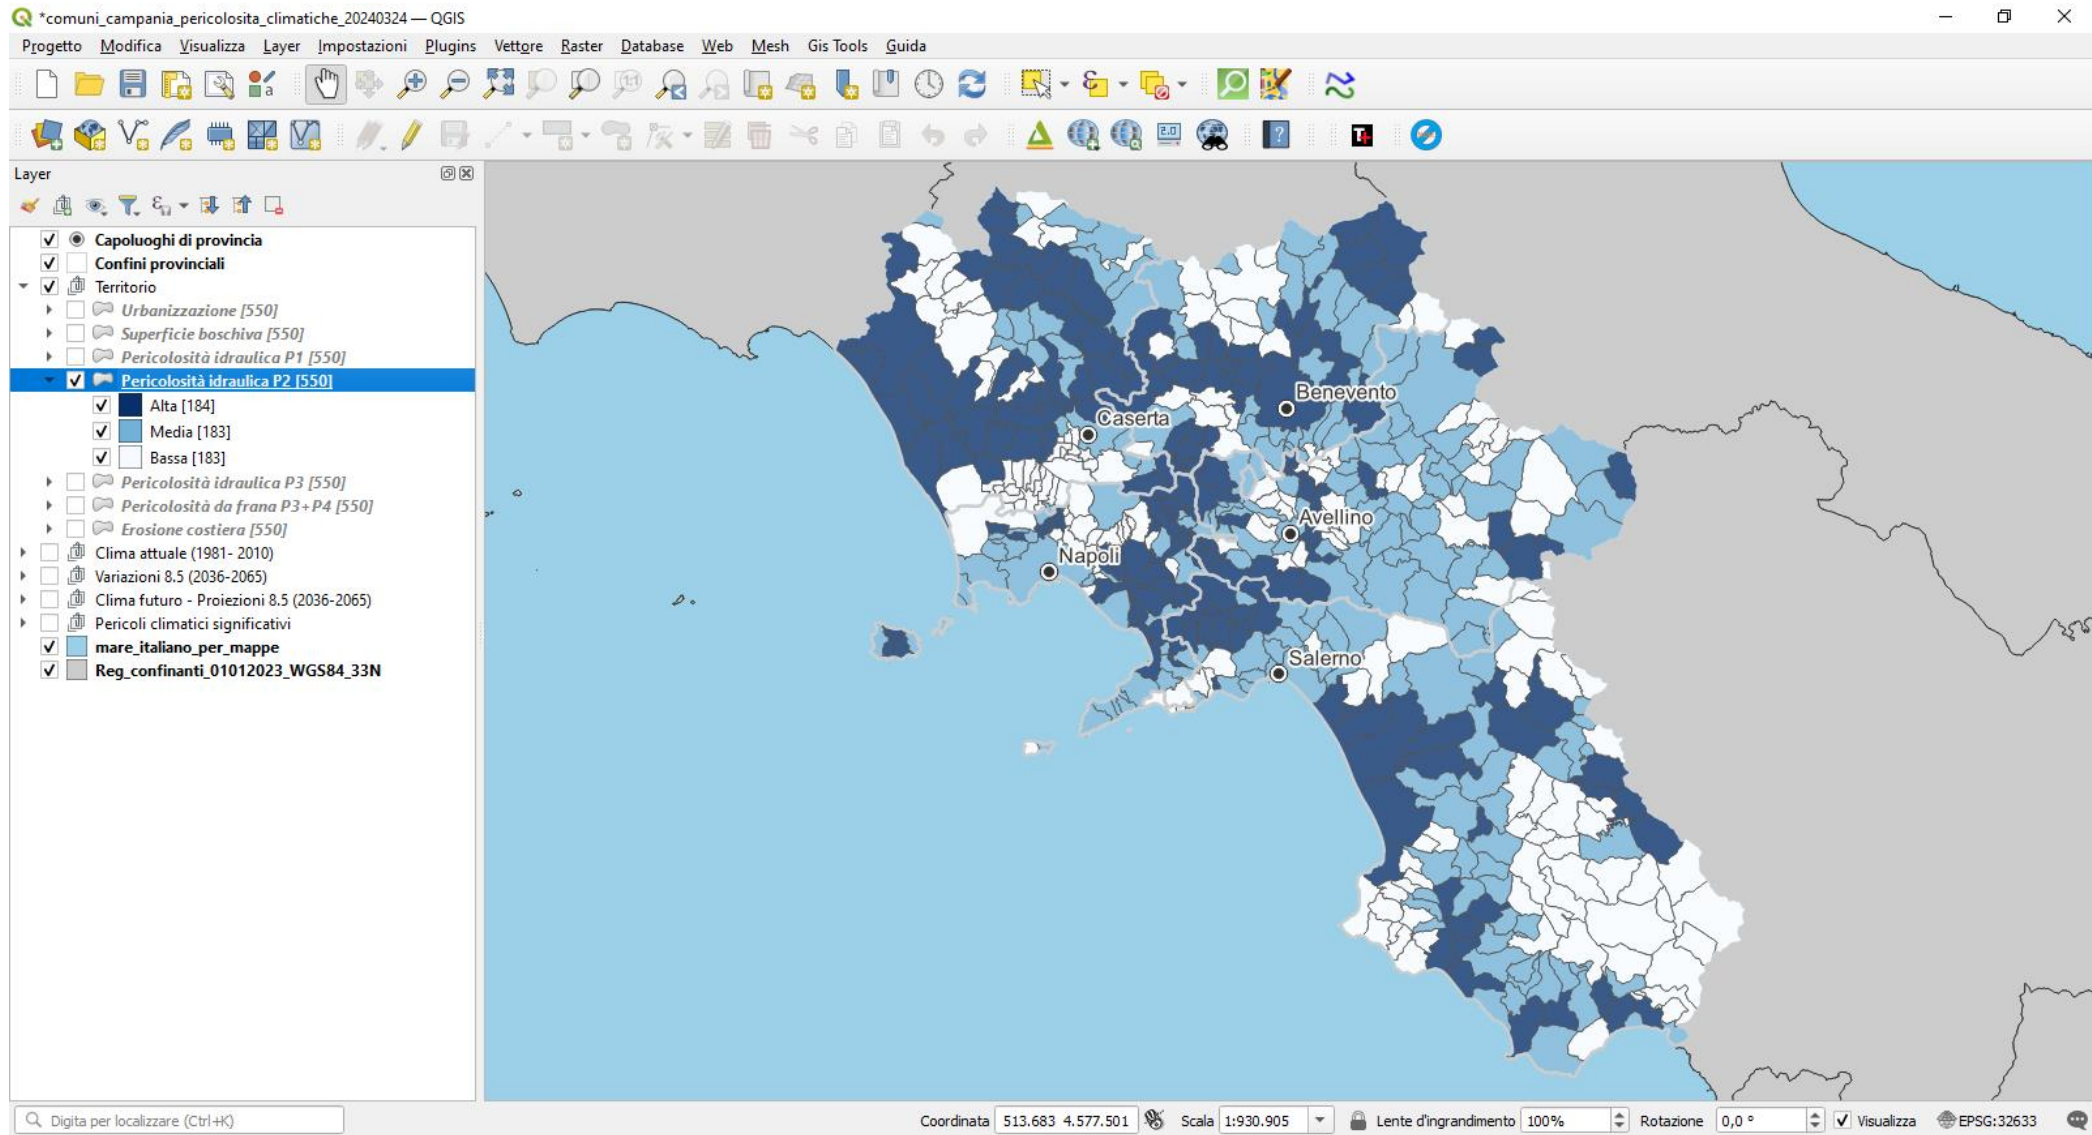 *comuni_campania_pericolosita_climatiche_20240324 — QGIS
Progetto Modifica Visualizza Layer Impostazioni Plugins Vettore Raster Database Web Mesh Gis Tools Guida
Layer
Capoluoghi di provincia
Confini provinciali
Territorio
Urbanizzazione [550]
Superficie boschiva [550]
Pericolosità idraulica P1 [550]
Pericolosità idraulica P2 [550]
Alta [184]
Media [183]
Bassa [183]
Pericolosità idraulica P3 [550]
Pericolosità da frana P3+P4 [550]
Erosione costiera [550]
Clima attuale (1981- 2010)
Variazioni 8.5 (2036-2065)
Clima futuro - Proiezioni 8.5 (2036-2065)
Pericoli climatici significativi
mare_italiano_per_mappe
Reg_confinanti_01012023_WGS84_33N
Benevento
Caserta
Avellino
Napoli
Salerno
Digita per localizzare (Ctrl+K)
Coordinata 513.683 4.577.501 Scala 1:930.905 Lente d'ingrandimento 100% Rotazione 0,0 ° Visualizza EPSG:32633